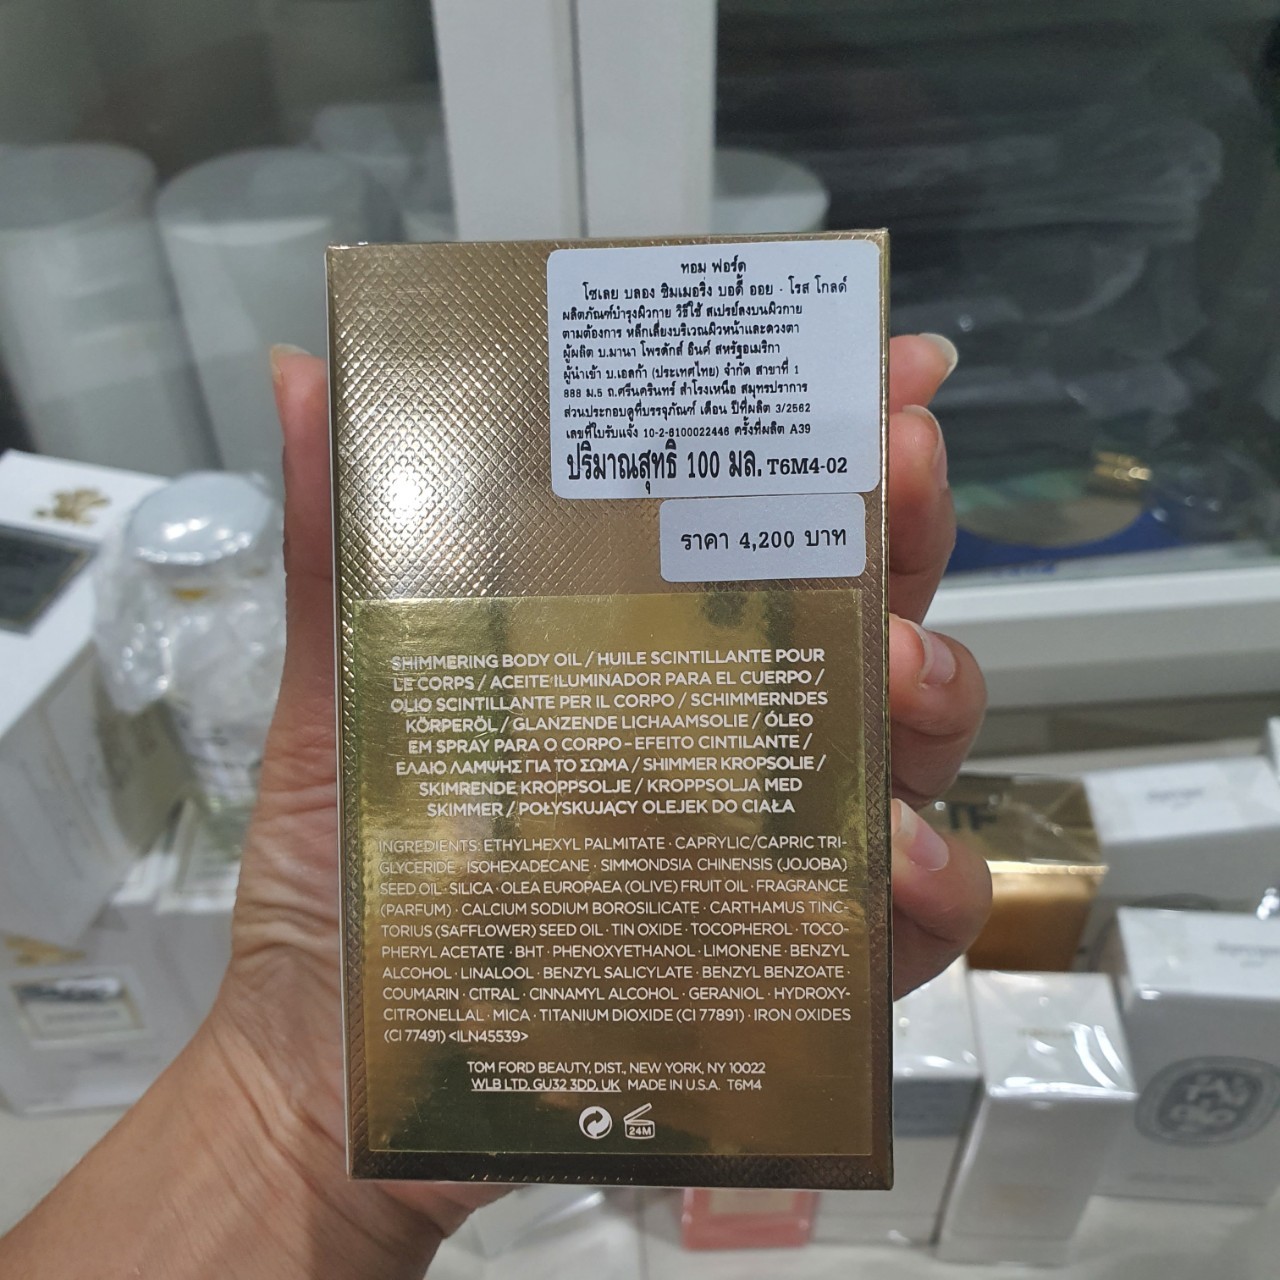 ทอม ฟอร์ด
โซเลย บลอง ชิมเมอริ่ง บอดี้ ออย - โรส โกลด์
ผลิตภัณฑ์บำรุงผิวกาย วิธีใช้ สเปรย์ลงบนผิวกาย
ตามต้องการ หลีกเลี่ยงบริเวณผิวหน้าและดวงตา
ผู้ผลิต บ.มานา โพรดักส์ อิงค์ สหรัฐอเมริกา
ผู้นำเข้า บ.เอลก้า (ประเทศไทย) จำกัด สาขาที่ 1
888 ม.5 ถ.ศรีนครินทร์ สำโรงเหนือ สมุทรปราการ
ส่วนประกอบดูที่บรรจุภัณฑ์ เดือน ปีที่ผลิต 3/2562
เลขที่ใบรับแจ้ง 10-2-6100022446 ครั้งที่ผลิต A39
ปริมาณสุทธิ 100 มล. T6M4-02
ราคา 4,200 บาท
SHIMMERING BODY OIL / HUILE SCINTILLANTE POUR
LE CORPS / ACEITE ILUMINADOR PARA EL CUERPO /
OLIO SCINTILLANTE PER IL CORPO / SCHIMMERNDES
KÖRPERÖL / GLANZENDE LICHAAMSOLIE / ÓLEO
EM SPRAY PARA O CORPO – EFEITO CINTILANTE /
ΕΛΑΙΟ ΛΑΜΨΗΣ ΓΙΑ ΤΟ ΣΩΜΑ / SHIMMER KROPSOLIE /
SKIMRENDE KROPPSOLJE / KROPPSOLJA MED
SKIMMER / POŁYSKUJĄCY OLEJEK DO CIAŁA
INGREDIENTS: ETHYLHEXYL PALMITATE · CAPRYLIC/CAPRIC TRI-
GLYCERIDE · ISOHEXADECANE · SIMMONDSIA CHINENSIS (JOJOBA)
SEED OIL · SILICA · OLEA EUROPAEA (OLIVE) FRUIT OIL · FRAGRANCE
(PARFUM) · CALCIUM SODIUM BOROSILICATE · CARTHAMUS TINC-
TORIUS (SAFFLOWER) SEED OIL · TIN OXIDE · TOCOPHEROL · TOCO-
PHERYL ACETATE · BHT · PHENOXYETHANOL · LIMONENE · BENZYL
ALCOHOL · LINALOOL · BENZYL SALICYLATE · BENZYL BENZOATE ·
COUMARIN · CITRAL · CINNAMYL ALCOHOL · GERANIOL · HYDROXY-
CITRONELLAL · MICA · TITANIUM DIOXIDE (CI 77891) · IRON OXIDES
(CI 77491) <ILN45539>
TOM FORD BEAUTY, DIST., NEW YORK, NY 10022
WLB LTD, GU32 3DD, UK MADE IN U.S.A. T6M4
24M
TF